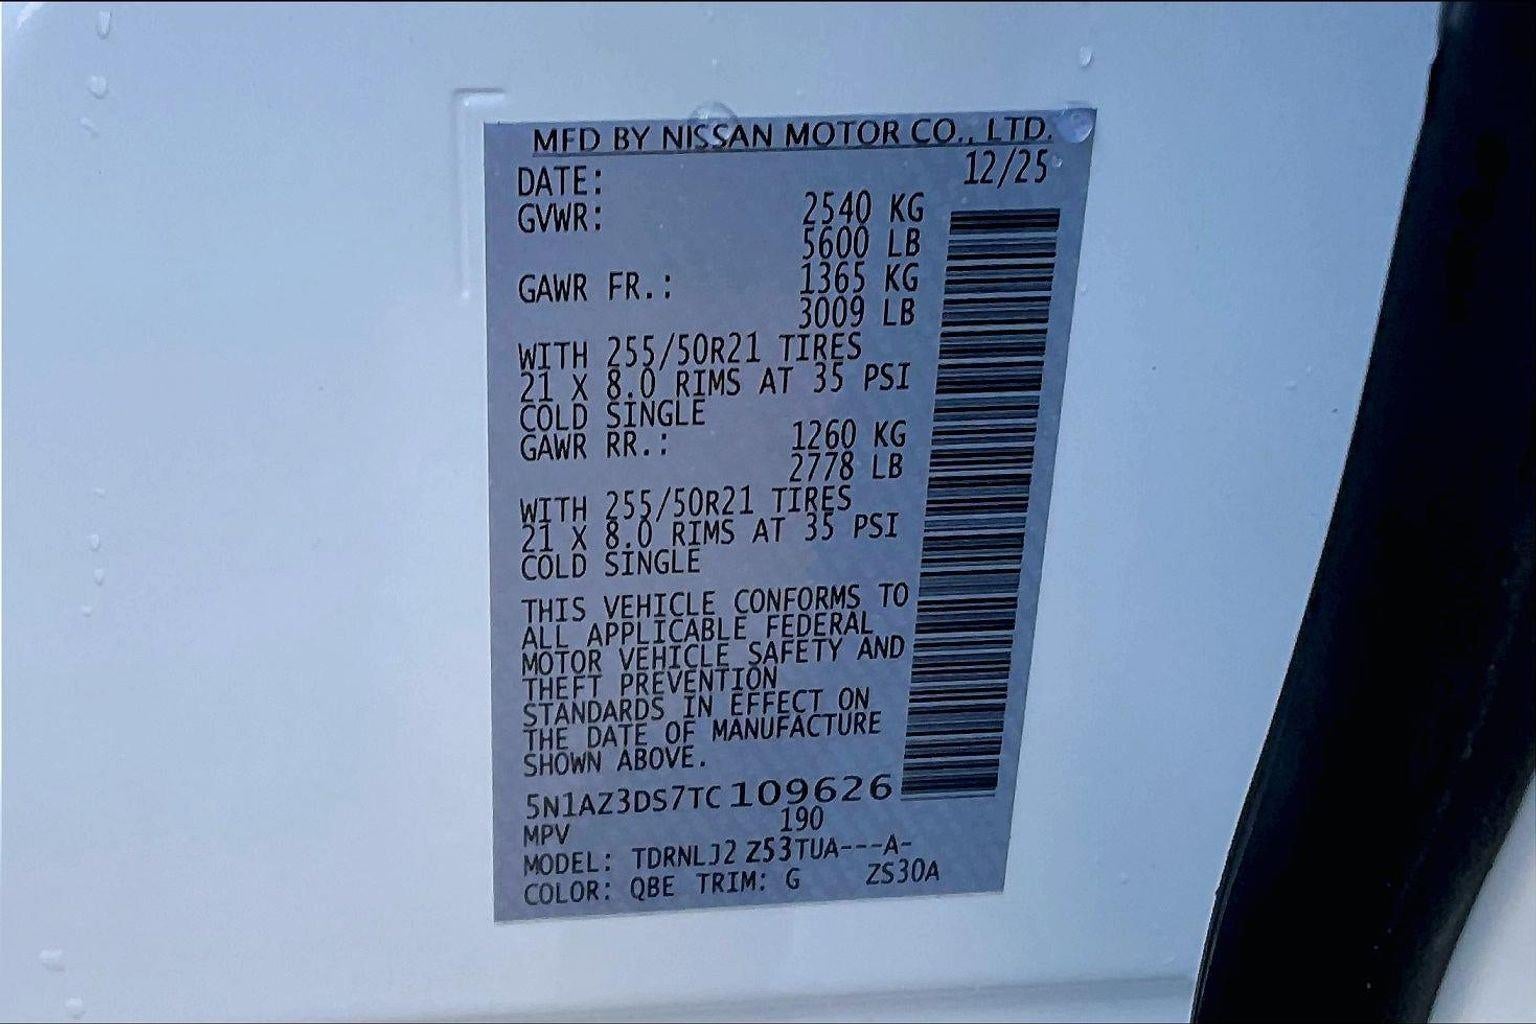 MFD BY NISSAN MOTOR CO., LTD.
DATE: 12/25
GVWR: 2540 KG
5600 LB
GAWR FR.: 1365 KG
3009 LB
WITH 255/50R21 TIRES
21 X 8.0 RIMS AT 35 PSI
COLD SINGLE
GAWR RR.: 1260 KG
2778 LB
WITH 255/50R21 TIRES
21 X 8.0 RIMS AT 35 PSI
COLD SINGLE
THIS VEHICLE CONFORMS TO
ALL APPLICABLE FEDERAL
MOTOR VEHICLE SAFETY AND
THEFT PREVENTION
STANDARDS IN EFFECT ON
THE DATE OF MANUFACTURE
SHOWN ABOVE.
5N1AZ3DS7TC109626
MPV 190
MODEL: TDRNLJ2 Z53TUA---A-
COLOR: QBE TRIM: G ZS30A